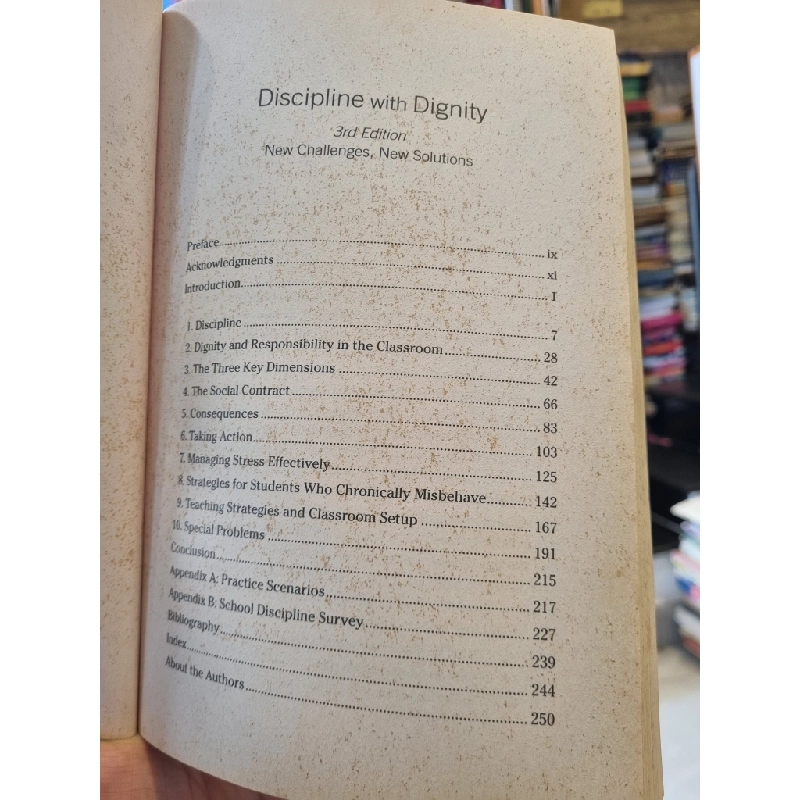 Discipline with Dignity
3rd Edition
New Challenges, New Solutions
Preface ........ ix
Acknowledgments ........ xi
Introduction ........ 1
1. Discipline ........ 7
2. Dignity and Responsibility in the Classroom ........ 28
3. The Three Key Dimensions ........ 42
4. The Social Contract ........ 66
5. Consequences ........ 83
6. Taking Action ........ 103
7. Managing Stress Effectively ........ 125
8. Strategies for Students Who Chronically Misbehave ........ 142
9. Teaching Strategies and Classroom Setup ........ 167
10. Special Problems ........ 191
Conclusion ........ 215
Appendix A: Practice Scenarios ........ 217
Appendix B: School Discipline Survey ........ 227
Bibliography ........ 239
Index ........ 244
About the Authors ........ 250